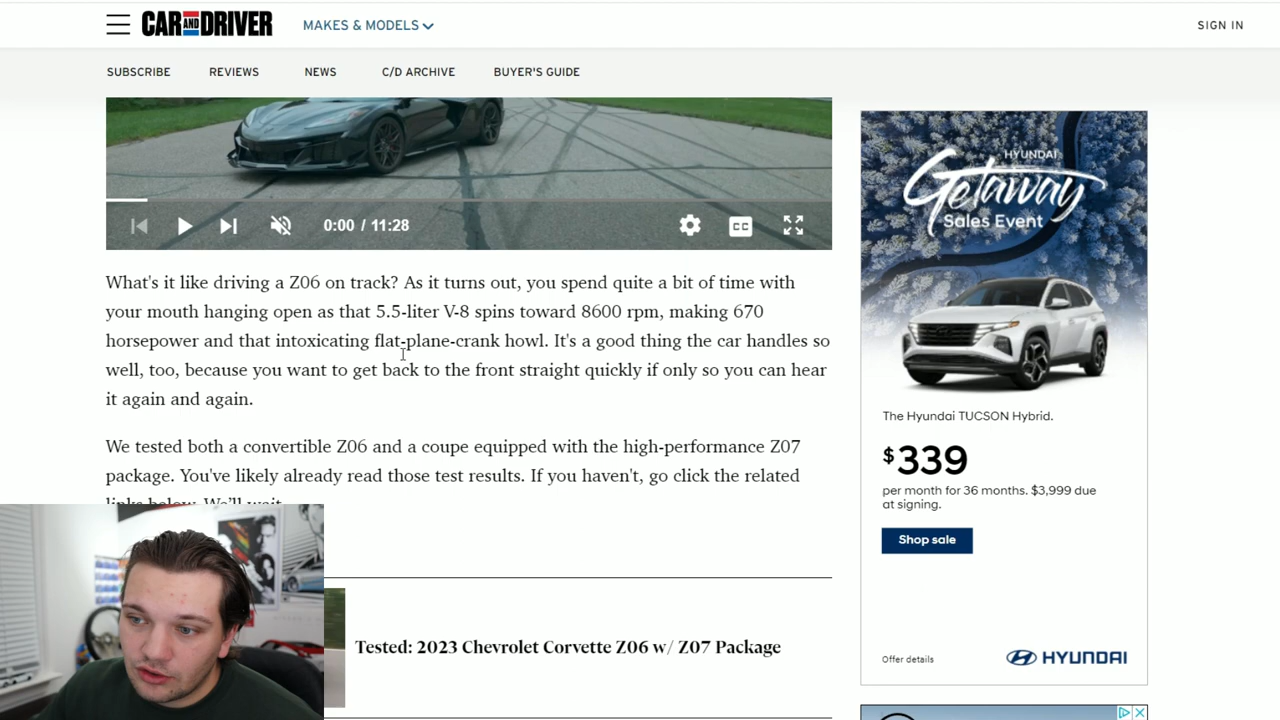 CAR AND DRIVER
MAKES & MODELS
SIGN IN
SUBSCRIBE
REVIEWS
NEWS
C/D ARCHIVE
BUYER'S GUIDE
0:00 / 11:28
CC
What's it like driving a Z06 on track? As it turns out, you spend quite a bit of time with
your mouth hanging open as that 5.5-liter V-8 spins toward 8600 rpm, making 670
horsepower and that intoxicating flat-plane-crank howl. It's a good thing the car handles so
well, too, because you want to get back to the front straight quickly if only so you can hear
it again and again.
We tested both a convertible Z06 and a coupe equipped with the high-performance Z07
package. You've likely already read those test results. If you haven't, go click the related
links below. We'll wait.
Tested: 2023 Chevrolet Corvette Z06 w/ Z07 Package
HYUNDAI
Getaway
Sales Event
The Hyundai TUCSON Hybrid.
$339
per month for 36 months. $3,999 due
at signing.
Shop sale
Offer details
HYUNDAI